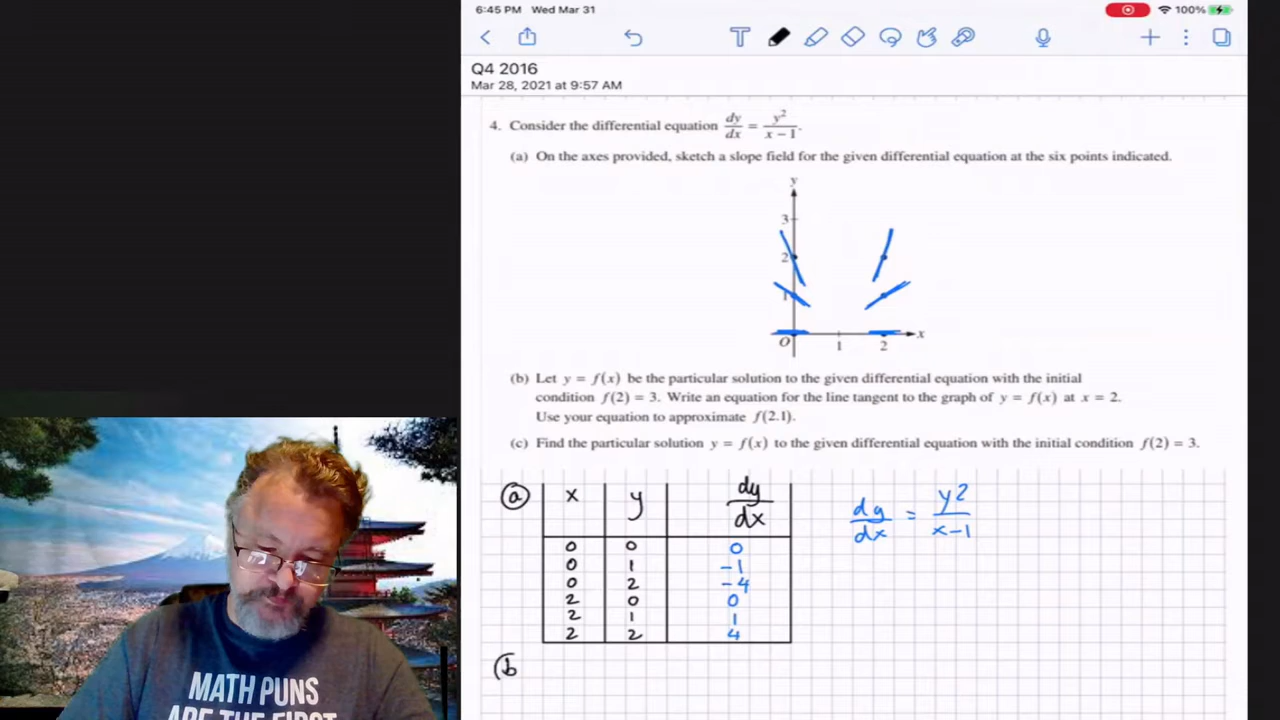 6:45 PM Wed Mar 31
100%
T
Q4 2016
Mar 28, 2021 at 9:57 AM
4. Consider the differential equation dy/dx = y²/(x − 1).
(a) On the axes provided, sketch a slope field for the given differential equation at the six points indicated.
y
3
2
1
O 1 2 x
(b) Let y = f(x) be the particular solution to the given differential equation with the initial
condition f(2) = 3. Write an equation for the line tangent to the graph of y = f(x) at x = 2.
Use your equation to approximate f(2.1).
(c) Find the particular solution y = f(x) to the given differential equation with the initial condition f(2) = 3.
(a) x y dy/dx
dy/dx = y2/(x-1)
0 0 0
0 1 -1
0 2 -4
2 0 0
2 1 1
2 2 4
(b
MATH PUNS
ARE THE FIRST